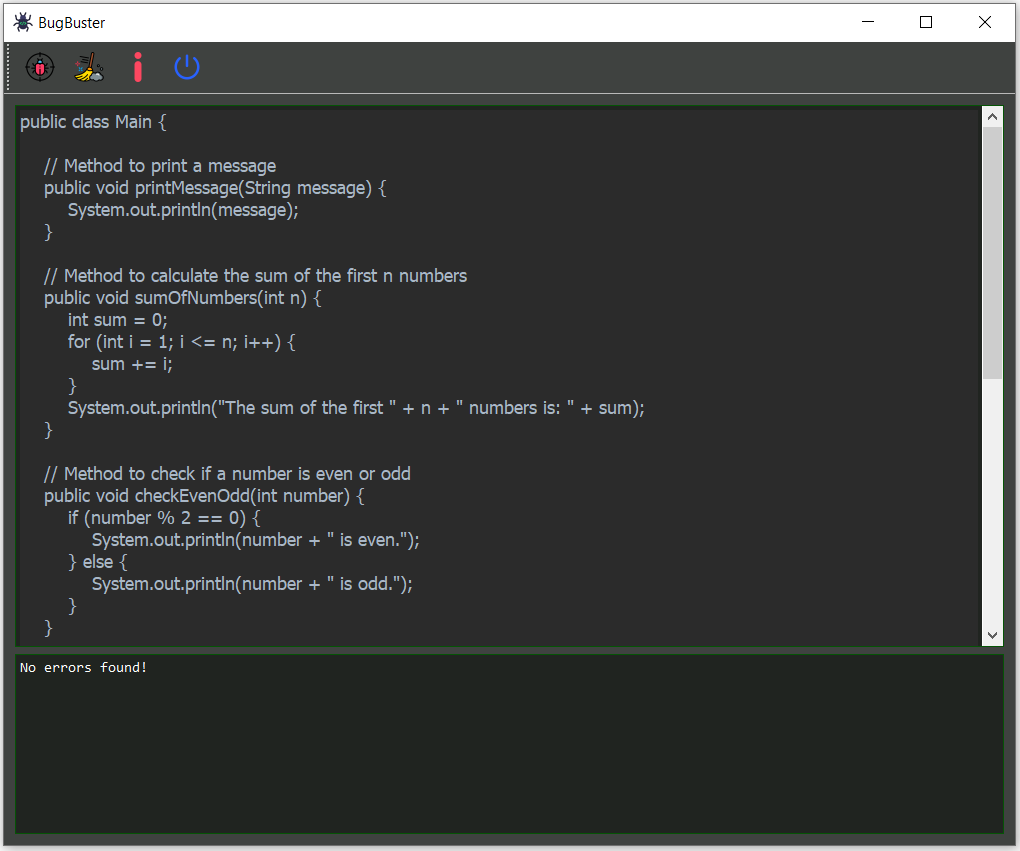 BugBuster
public class Main {
// Method to print a message
public void printMessage(String message) {
System.out.println(message);
}
// Method to calculate the sum of the first n numbers
public void sumOfNumbers(int n) {
int sum = 0;
for (int i = 1; i <= n; i++) {
sum += i;
}
System.out.println("The sum of the first " + n + " numbers is: " + sum);
}
// Method to check if a number is even or odd
public void checkEvenOdd(int number) {
if (number % 2 == 0) {
System.out.println(number + " is even.");
} else {
System.out.println(number + " is odd.");
}
}
No errors found!